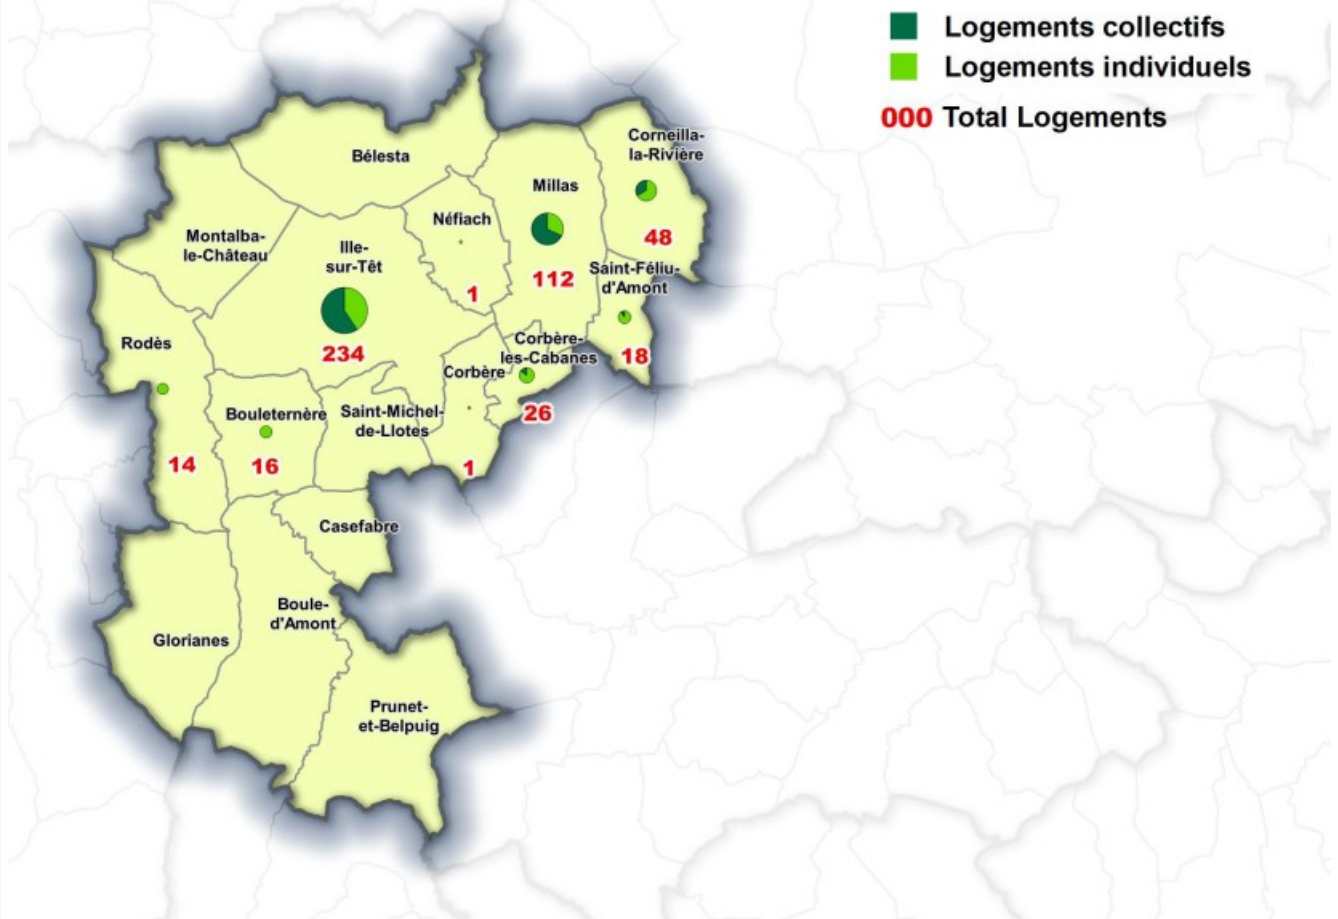 Logements collectifs
Logements individuels
000 Total Logements
Corneilla-
la-Rivière
48
Bélesta
Millas
112
Néfiach
1
Montalba-
le-Château
Ille-
sur-Têt
234
Saint-Féliu-
d'Amont
18
Rodès
14
Corbère-
les-Cabanes
26
Corbère
1
Bouleternère
16
Saint-Michel-
de-Llotes
Casefabre
Boule-
d'Amont
Glorianes
Prunet-
et-Belpuig